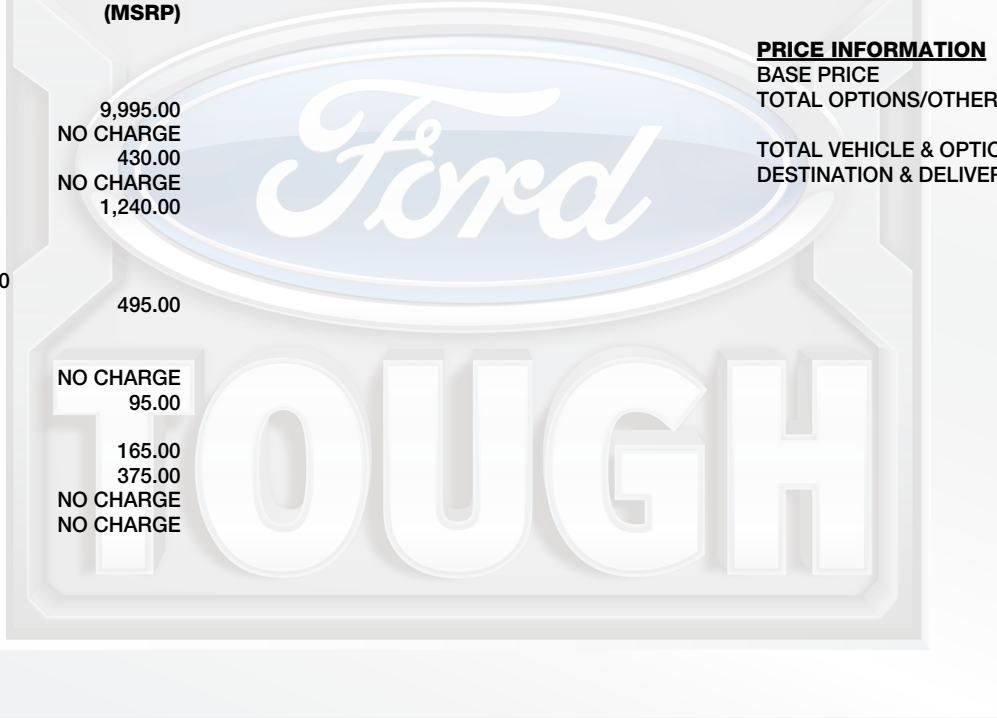 (MSRP)
9,995.00
NO CHARGE
430.00
NO CHARGE
1,240.00
0
495.00
NO CHARGE
95.00
165.00
375.00
NO CHARGE
NO CHARGE
PRICE INFORMATION
BASE PRICE
TOTAL OPTIONS/OTHER
TOTAL VEHICLE & OPTIO
DESTINATION & DELIVER
Ford
TOUGH